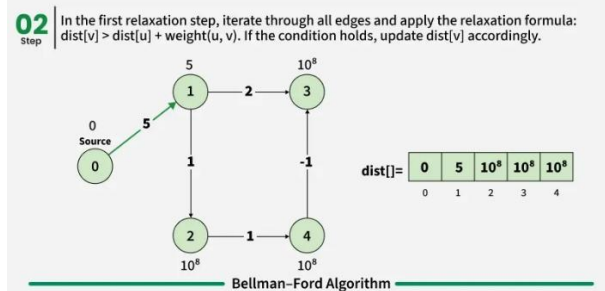 02
Step
In the first relaxation step, iterate through all edges and apply the relaxation formula:
dist[v] > dist[u] + weight(u, v). If the condition holds, update dist[v] accordingly.
5
10⁸
1
2
3
0
Source
5
0
1
-1
dist[]= 0 5 10⁸ 10⁸ 10⁸
0 1 2 3 4
2
1
4
10⁸
10⁸
Bellman–Ford Algorithm